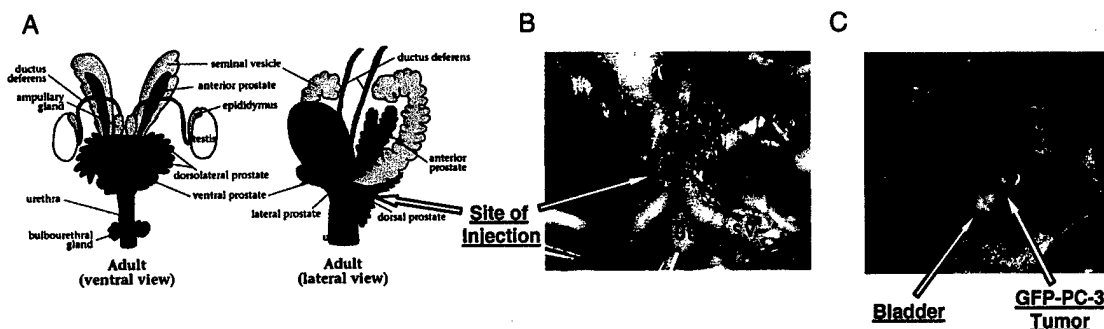 A
ductus
deferens
ampullary
gland
urethra
bulbourethral
gland
seminal vesicle
anterior prostate
epididymus
testis
dorsolateral prostate
ventral prostate
Adult
(ventral view)
ductus deferens
anterior
prostate
lateral prostate
dorsal prostate
Adult
(lateral view)
Site of
Injection
B
C
Bladder
GFP-PC-3
Tumor